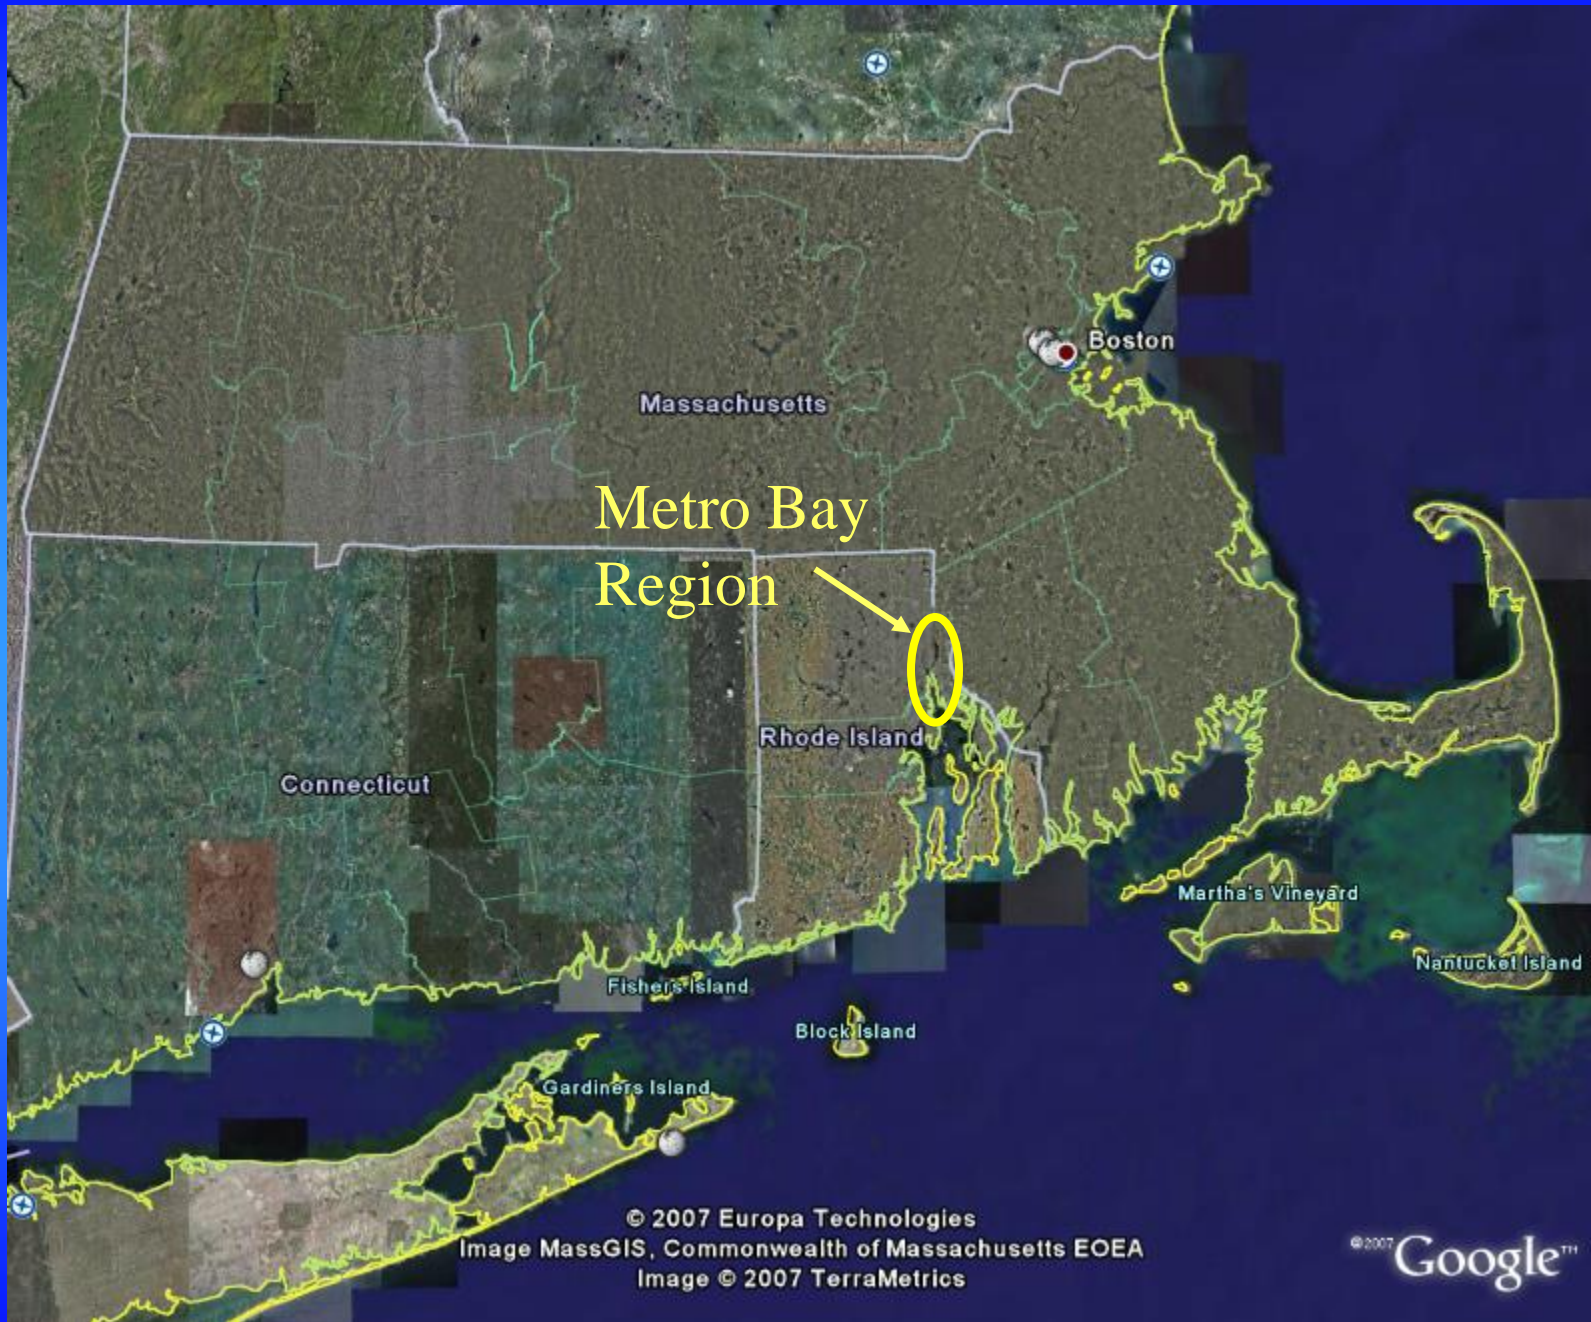 Boston
Massachusetts
Metro Bay
Region
Rhode Island
Connecticut
Martha's Vineyard
Nantucket Island
Fishers Island
Block Island
Gardiners Island
© 2007 Europa Technologies
Image MassGIS, Commonwealth of Massachusetts EOEA
Image © 2007 TerraMetrics
©2007 Google™